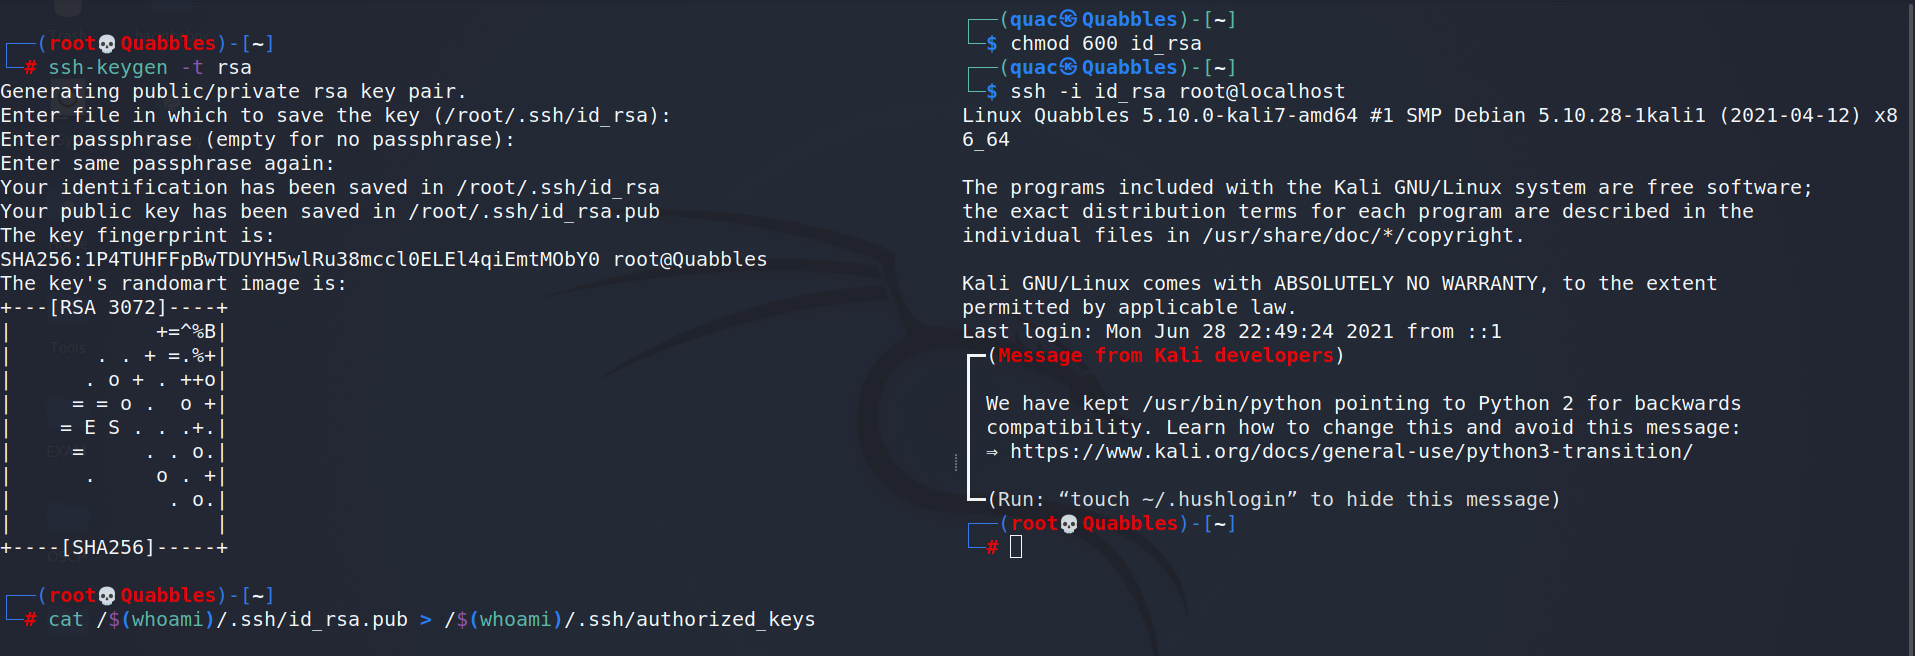 ┌──(root💀Quabbles)-[~]
└─# ssh-keygen -t rsa
Generating public/private rsa key pair.
Enter file in which to save the key (/root/.ssh/id_rsa):
Enter passphrase (empty for no passphrase):
Enter same passphrase again:
Your identification has been saved in /root/.ssh/id_rsa
Your public key has been saved in /root/.ssh/id_rsa.pub
The key fingerprint is:
SHA256:1P4TUHFFpBwTDUYH5wlRu38mccl0ELEl4qiEmtMObY0 root@Quabbles
The key's randomart image is:
+---[RSA 3072]----+
|            +=^%B|
|       . . + =.%+|
|      . o + . ++o|
|     = = o .  o +|
|    = E S . . .+.|
|     =     . . o.|
|      .     o . +|
|             . o.|
|                 |
+----[SHA256]-----+
┌──(root💀Quabbles)-[~]
└─# cat /$(whoami)/.ssh/id_rsa.pub > /$(whoami)/.ssh/authorized_keys
┌──(quac㉿Quabbles)-[~]
└─$ chmod 600 id_rsa
┌──(quac㉿Quabbles)-[~]
└─$ ssh -i id_rsa root@localhost
Linux Quabbles 5.10.0-kali7-amd64 #1 SMP Debian 5.10.28-1kali1 (2021-04-12) x8
6_64
The programs included with the Kali GNU/Linux system are free software;
the exact distribution terms for each program are described in the
individual files in /usr/share/doc/*/copyright.
Kali GNU/Linux comes with ABSOLUTELY NO WARRANTY, to the extent
permitted by applicable law.
Last login: Mon Jun 28 22:49:24 2021 from ::1
┏━(Message from Kali developers)
┃ We have kept /usr/bin/python pointing to Python 2 for backwards
┃ compatibility. Learn how to change this and avoid this message:
┃ ⇒ https://www.kali.org/docs/general-use/python3-transition/
┗━(Run: “touch ~/.hushlogin” to hide this message)
┌──(root💀Quabbles)-[~]
└─#